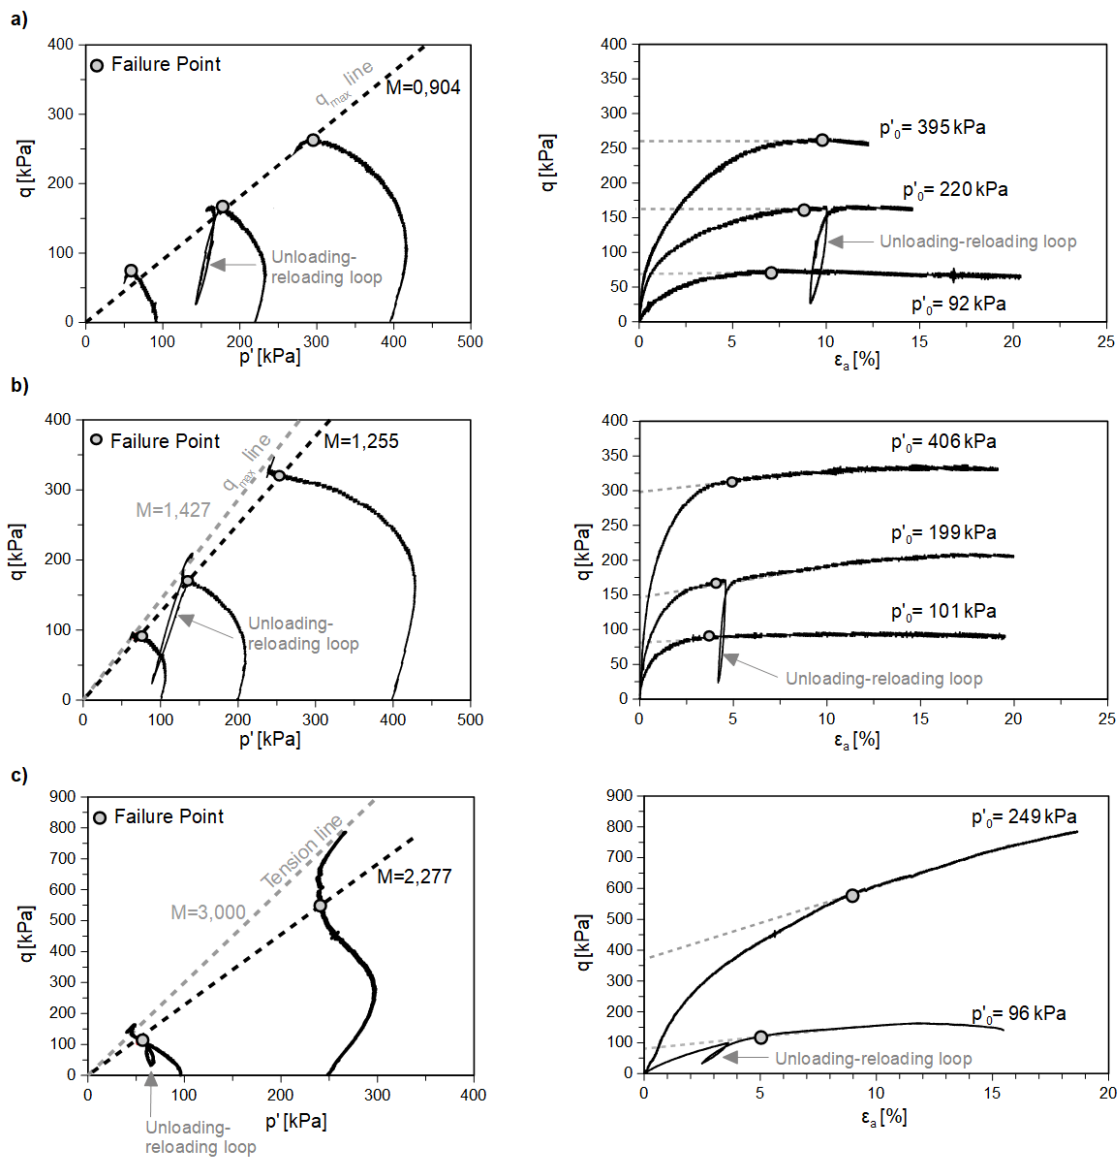 a)
400
300
200
100
0
q [kPa]
Failure Point
q max line
M=0,904
Unloading-
reloading loop
0
100
200
300
400
500
p' [kPa]
400
350
300
250
200
150
100
50
0
q [kPa]
p'0= 395 kPa
p'0= 220 kPa
Unloading-reloading loop
p'0= 92 kPa
0
5
10
15
20
25
εa [%]
b)
400
300
200
100
0
q [kPa]
Failure Point
q max line
M=1,255
M=1,427
Unloading-
reloading loop
0
100
200
300
400
500
p' [kPa]
400
350
300
250
200
150
100
50
0
q [kPa]
p'0= 406 kPa
p'0= 199 kPa
p'0= 101 kPa
Unloading-reloading loop
0
5
10
15
20
25
εa [%]
c)
900
800
700
600
500
400
300
200
100
0
q [kPa]
Failure Point
Tension line
M=2,277
M=3,000
0
100
200
300
400
p' [kPa]
Unloading-
reloading loop
900
800
700
600
500
400
300
200
100
0
q [kPa]
p'0= 249 kPa
p'0= 96 kPa
Unloading-reloading loop
0
5
10
15
20
εa [%]